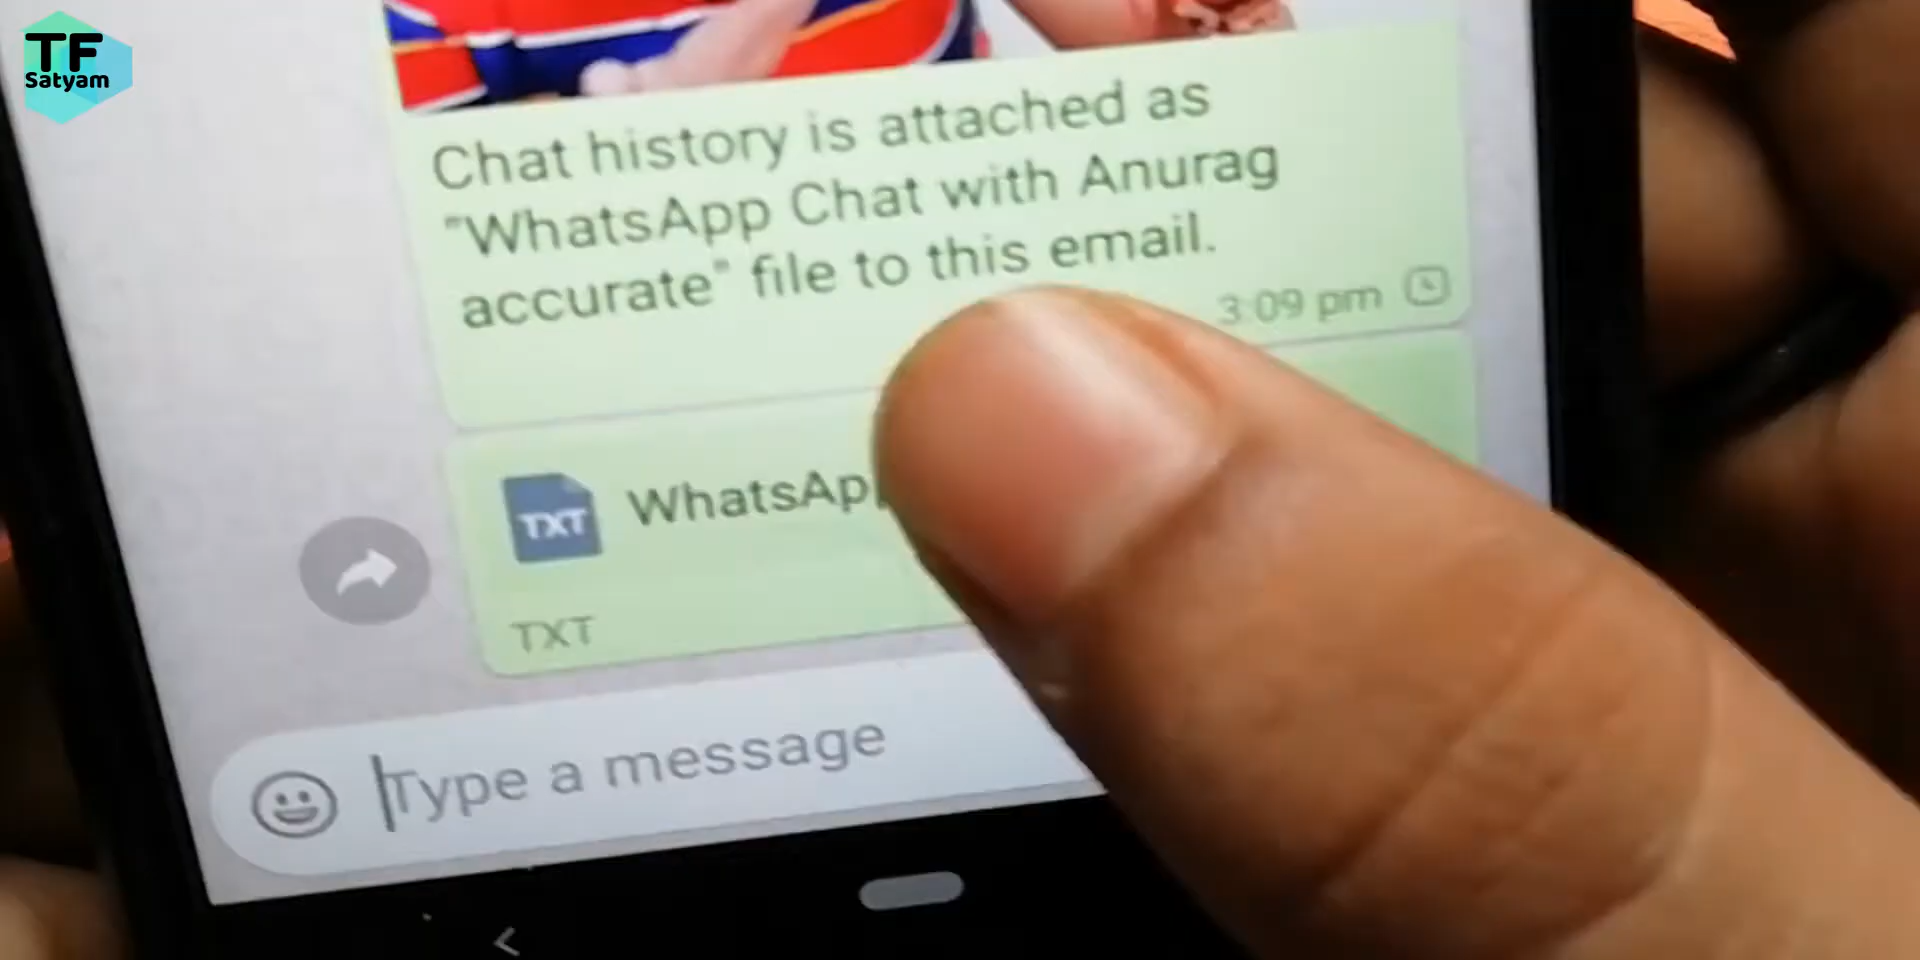 TF
Satyam
Chat history is attached as
"WhatsApp Chat with Anurag
accurate" file to this email.
3:09 pm
TXT
TXT
Type a message